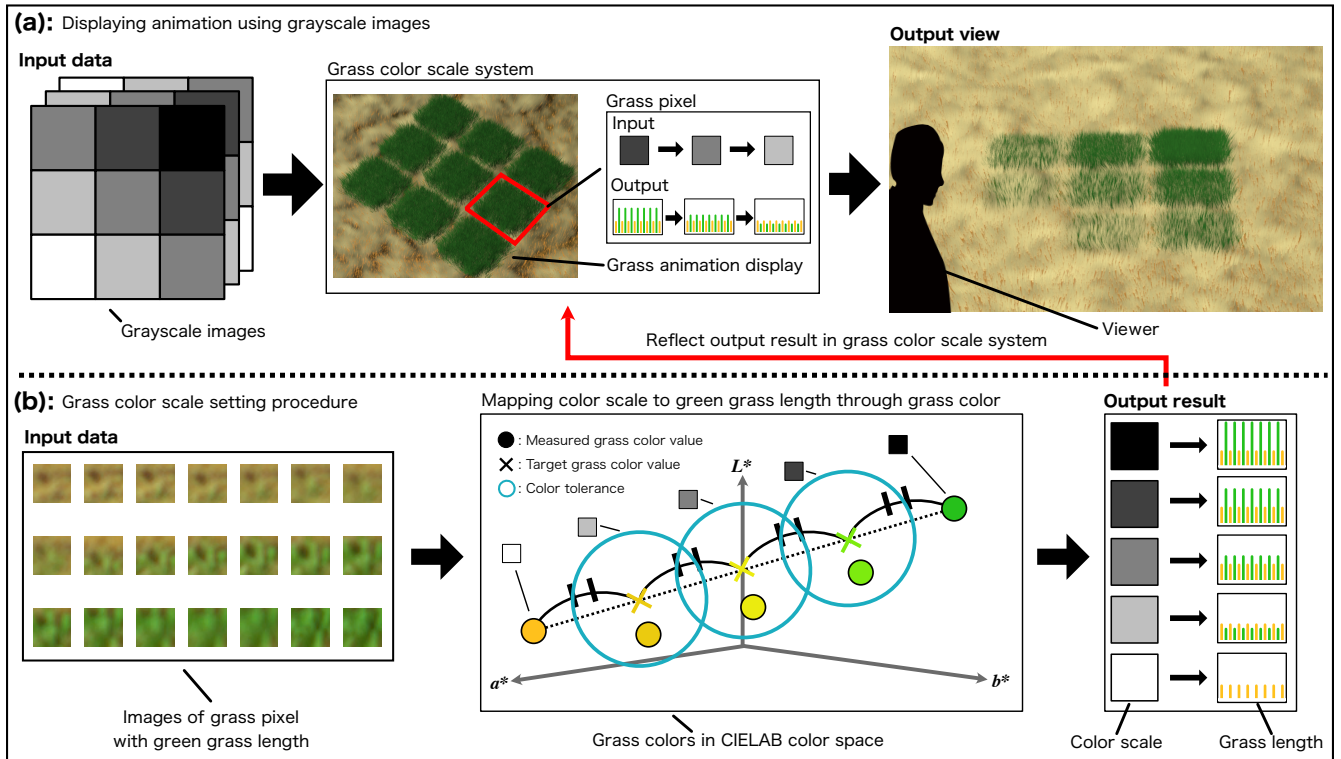 (a): Displaying animation using grayscale images
Input data
Grass color scale system
Grass pixel
Input
Output
Grass animation display
Grayscale images
Output view
Viewer
Reflect output result in grass color scale system
(b): Grass color scale setting procedure
Input data
Images of grass pixel
with green grass length
Mapping color scale to green grass length through grass color
: Measured grass color value
: Target grass color value
: Color tolerance
L*
a*
b*
Grass colors in CIELAB color space
Output result
Color scale
Grass length